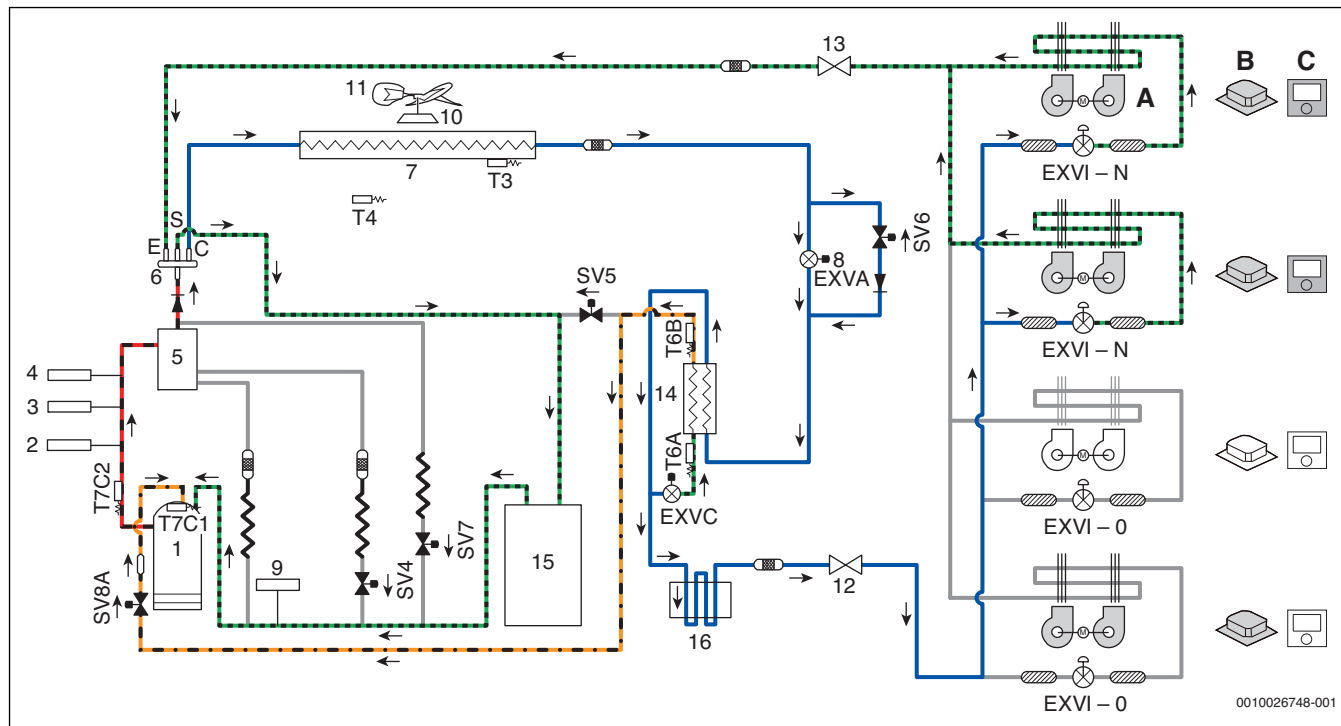 13
B
C
11
10
A
7
T3
EXVI – N
T4
S
E
C
6
SV6
8
EXVA
SV5
T6B
5
EXVI – N
4
14
3
2
T6A
T7C2
T7C1
EXVC
1
SV7
EXVI – 0
15
9
SV4
12
SV8A
16
EXVI – 0
0010026748-001
M
M
M
M